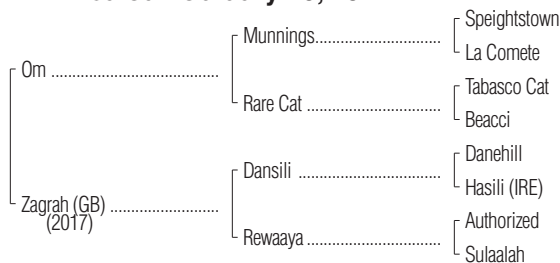 Speightstown
Munnings
La Comete
Om
Tabasco Cat
Rare Cat
Beacci
Danehill
Dansili
Hasili (IRE)
Zagrah (GB)
(2017)
Authorized
Rewaaya
Sulaalah